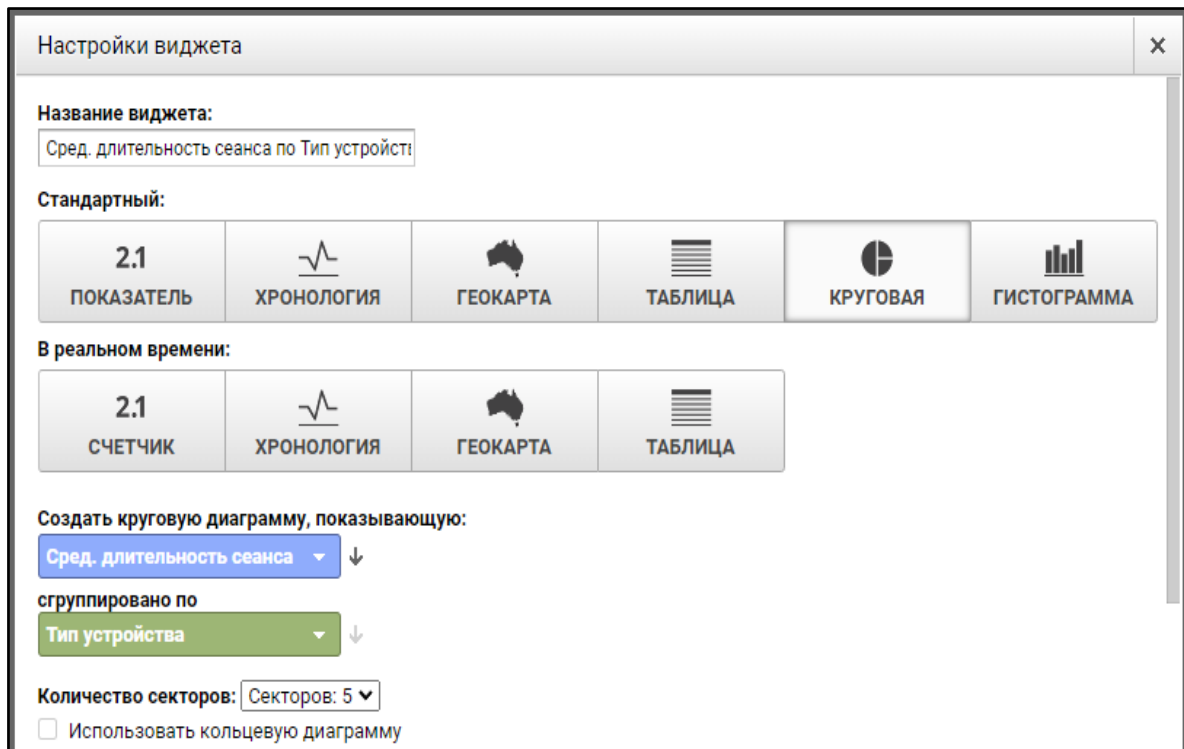 Настройки виджета
Название виджета:
Сред. длительность сеанса по Тип устройств
Стандартный:
2.1
ПОКАЗАТЕЛЬ
ХРОНОЛОГИЯ
ГЕОКАРТА
ТАБЛИЦА
КРУГОВАЯ
ГИСТОГРАММА
В реальном времени:
2.1
СЧЕТЧИК
ХРОНОЛОГИЯ
ГЕОКАРТА
ТАБЛИЦА
Создать круговую диаграмму, показывающую:
Сред. длительность сеанса
сгруппировано по
Тип устройства
Количество секторов: Секторов: 5
Использовать кольцевую диаграмму